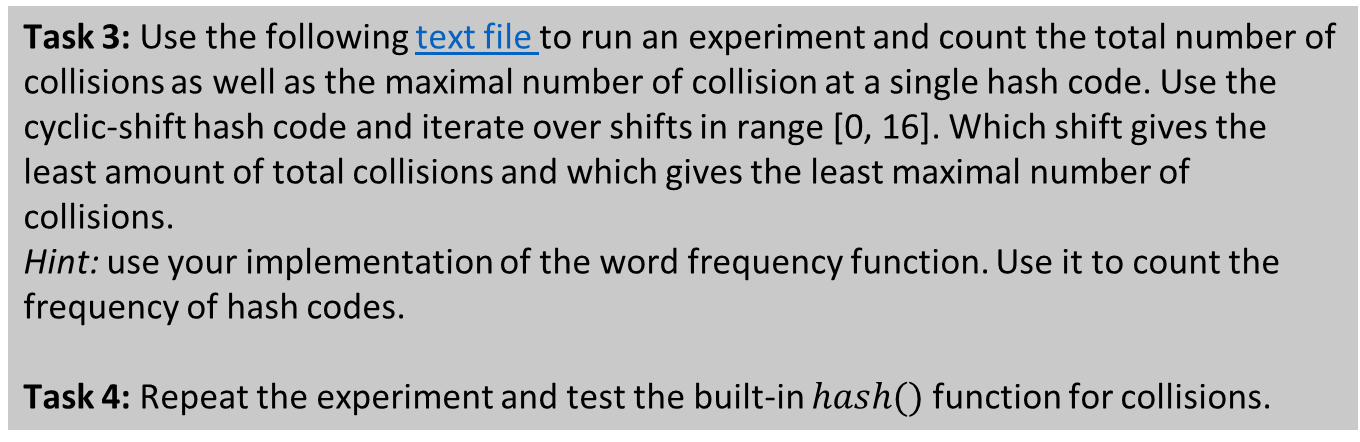 Task 3: Use the following text file to run an experiment and count the total number of
collisions as well as the maximal number of collision at a single hash code. Use the
cyclic-shift hash code and iterate over shifts in range [0, 16]. Which shift gives the
least amount of total collisions and which gives the least maximal number of
collisions.
Hint: use your implementation of the word frequency function. Use it to count the
frequency of hash codes.
Task 4: Repeat the experiment and test the built-in hash() function for collisions.